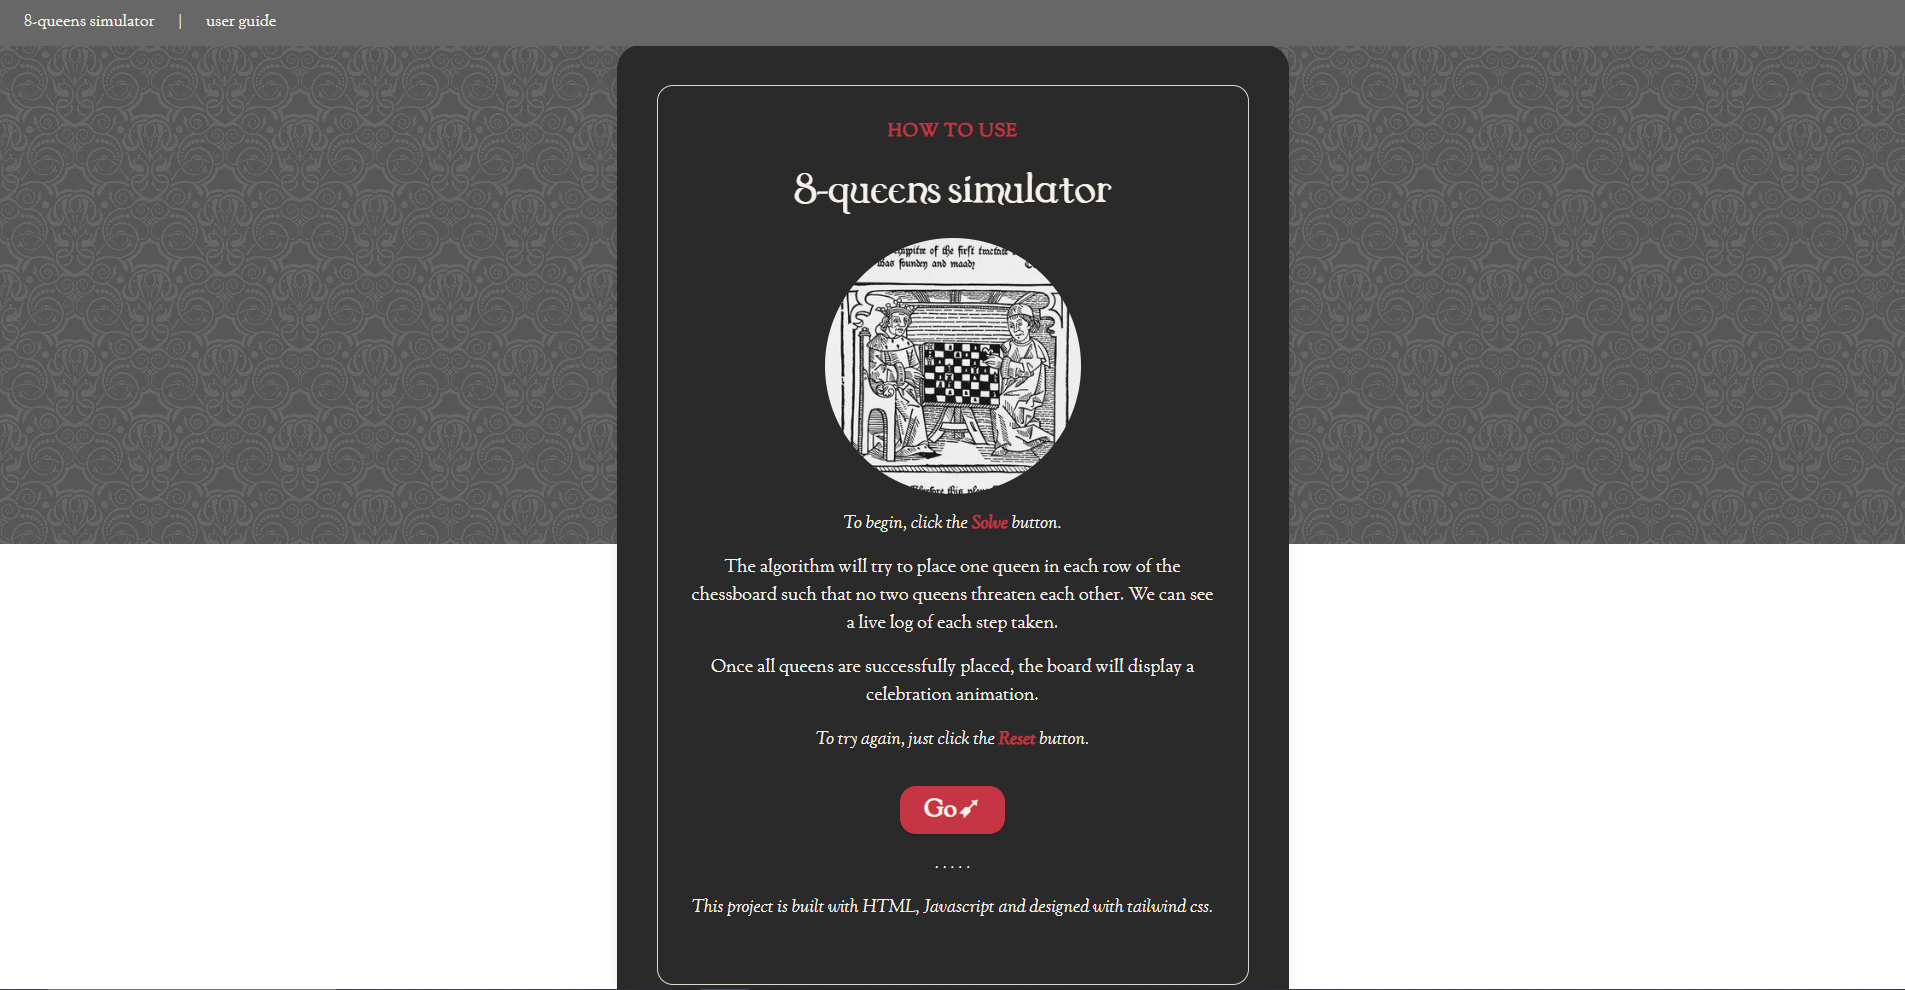 8-queens simulator | user guide
HOW TO USE
8-queens simulator
of the first
was founden and maad
To begin, click the Solve button.
The algorithm will try to place one queen in each row of the
chessboard such that no two queens threaten each other. We can see
a live log of each step taken.
Once all queens are successfully placed, the board will display a
celebration animation.
To try again, just click the Reset button.
Go
. . . . .
This project is built with HTML, Javascript and designed with tailwind css.